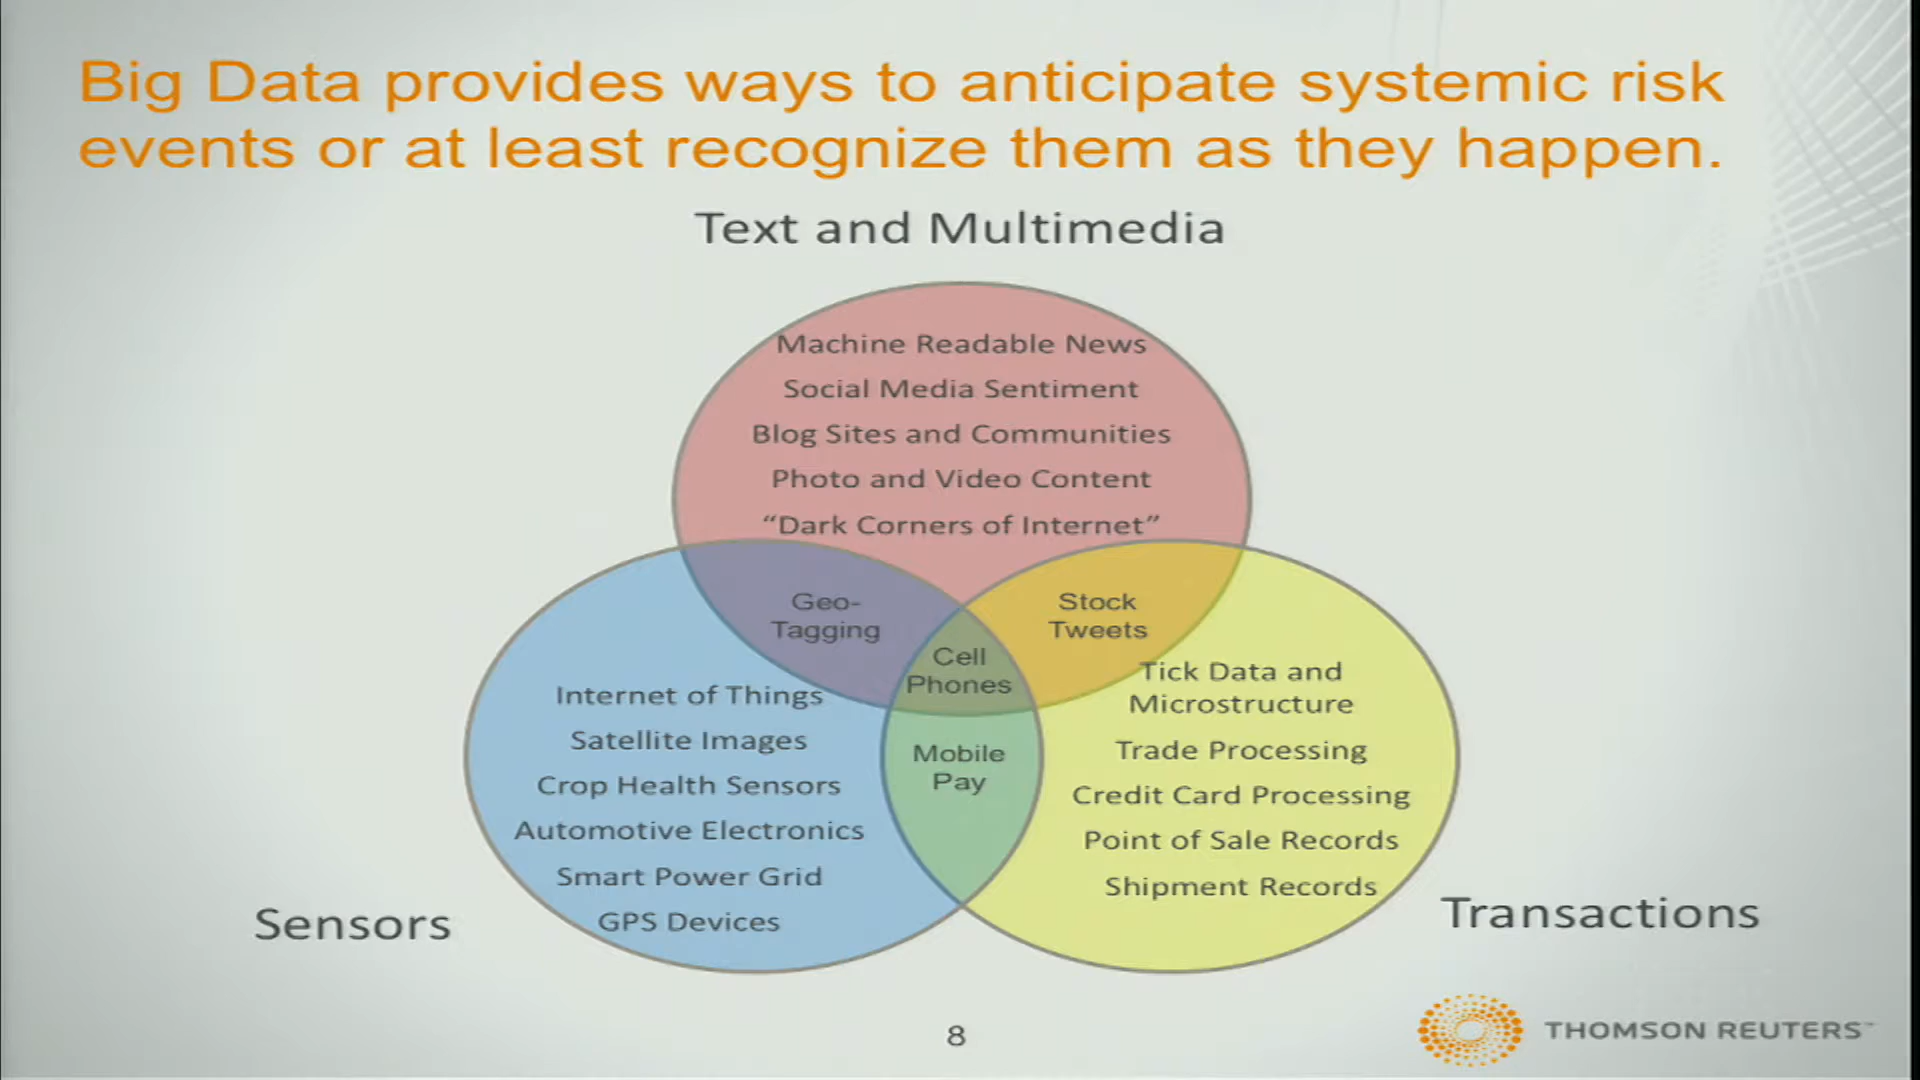 Big Data provides ways to anticipate systemic risk
events or at least recognize them as they happen.
Text and Multimedia
Machine Readable News
Social Media Sentiment
Blog Sites and Communities
Photo and Video Content
“Dark Corners of Internet”
Geo-
Tagging
Stock
Tweets
Cell
Phones
Mobile
Pay
Internet of Things
Satellite Images
Crop Health Sensors
Automotive Electronics
Smart Power Grid
GPS Devices
Sensors
Tick Data and
Microstructure
Trade Processing
Credit Card Processing
Point of Sale Records
Shipment Records
Transactions
8
THOMSON REUTERS™